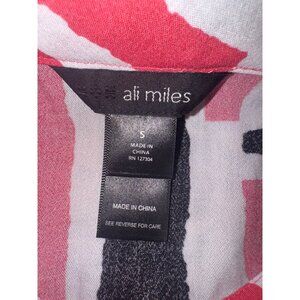 ali miles
S
MADE IN
CHINA
RN 127304
MADE IN CHINA
SEE REVERSE FOR CARE